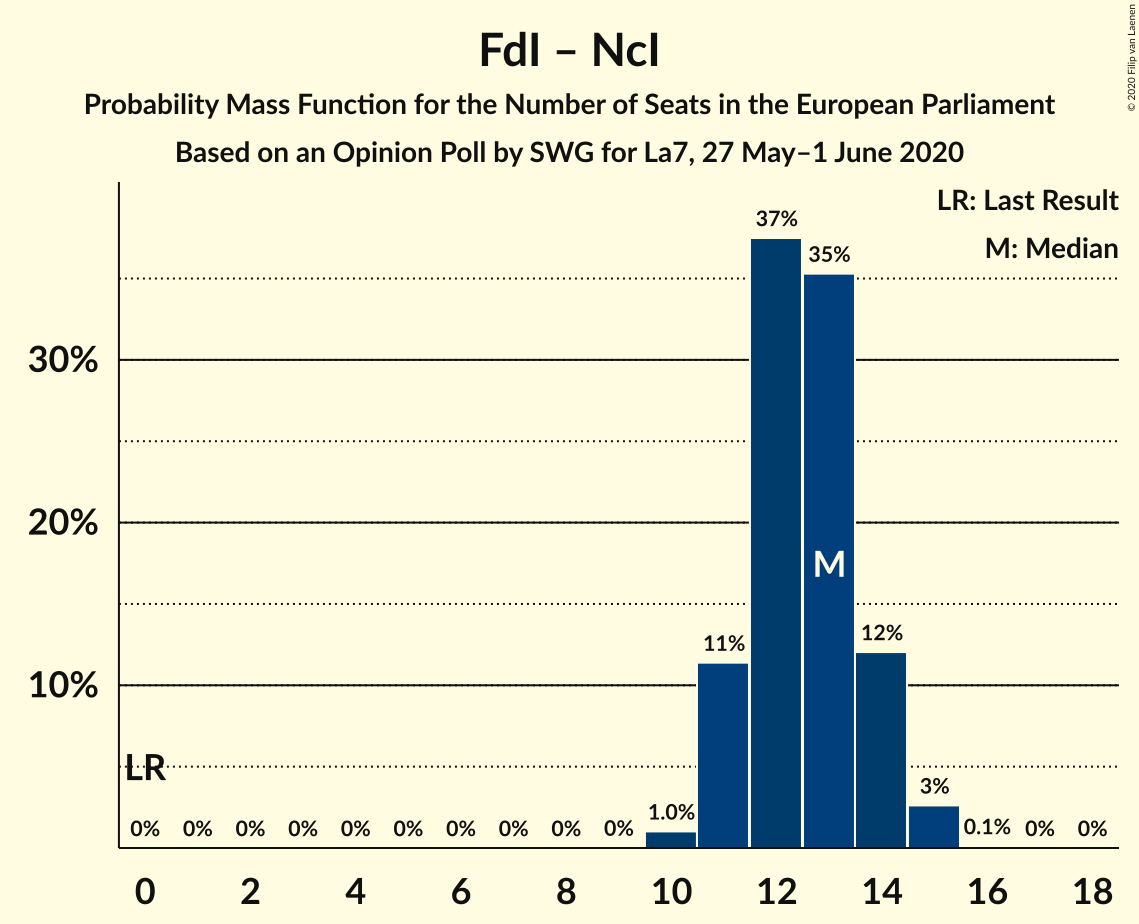 FdI – NcI
Probability Mass Function for the Number of Seats in the European Parliament
Based on an Opinion Poll by SWG for La7, 27 May–1 June 2020
© 2020 Filip van Laenen
LR: Last Result
M: Median
37%
35%
30%
20%
M
12%
11%
10%
LR
3%
1.0%
0% 0% 0% 0% 0% 0% 0% 0% 0% 0% 0.1% 0% 0%
0 2 4 6 8 10 12 14 16 18